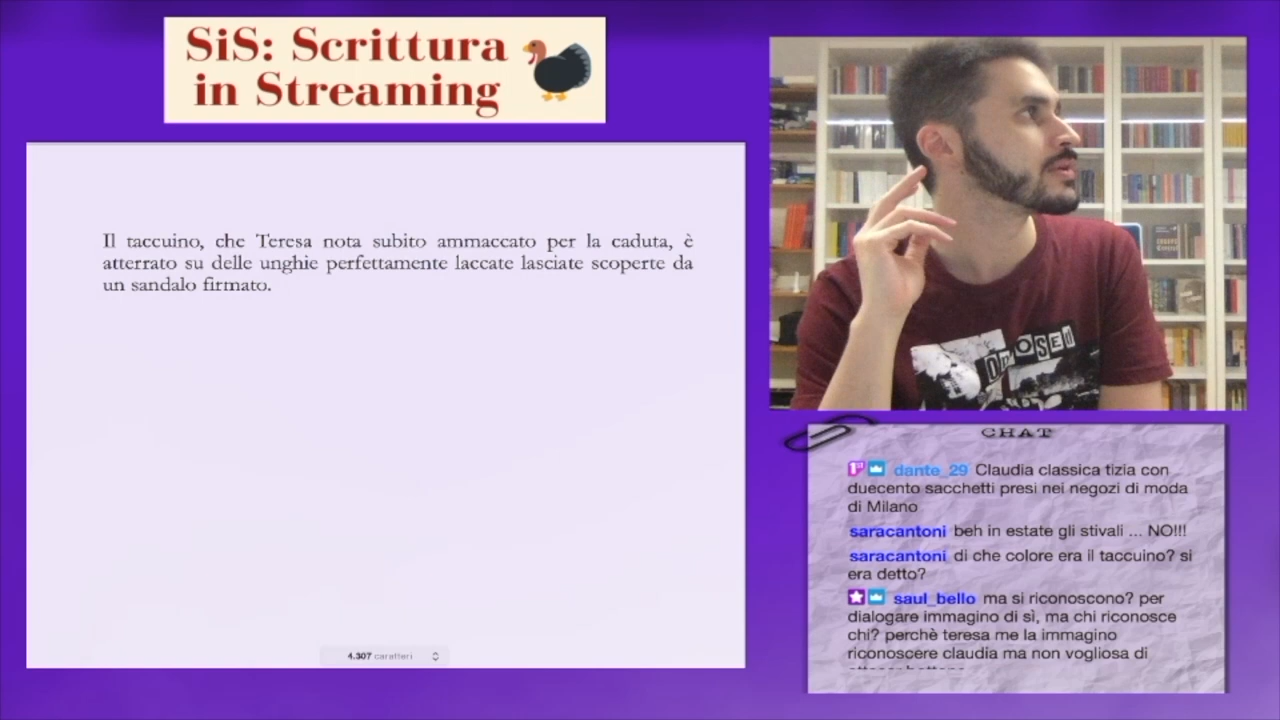 SiS: Scrittura
in Streaming
Il taccuino, che Teresa nota subito ammaccato per la caduta, è
atterrato su delle unghie perfettamente laccate lasciate scoperte da
un sandalo firmato.
4.307 caratteri
OPPOSED
CHAT
dante_29 Claudia classica tizia con
duecento sacchetti presi nei negozi di moda
di Milano
saracantoni beh in estate gli stivali ... NO!!!
saracantoni di che colore era il taccuino? si
era detto?
saul_bello ma si riconoscono? per
dialogare immagino di sì, ma chi riconosce
chi? perchè teresa me la immagino
riconoscere claudia ma non vogliosa di